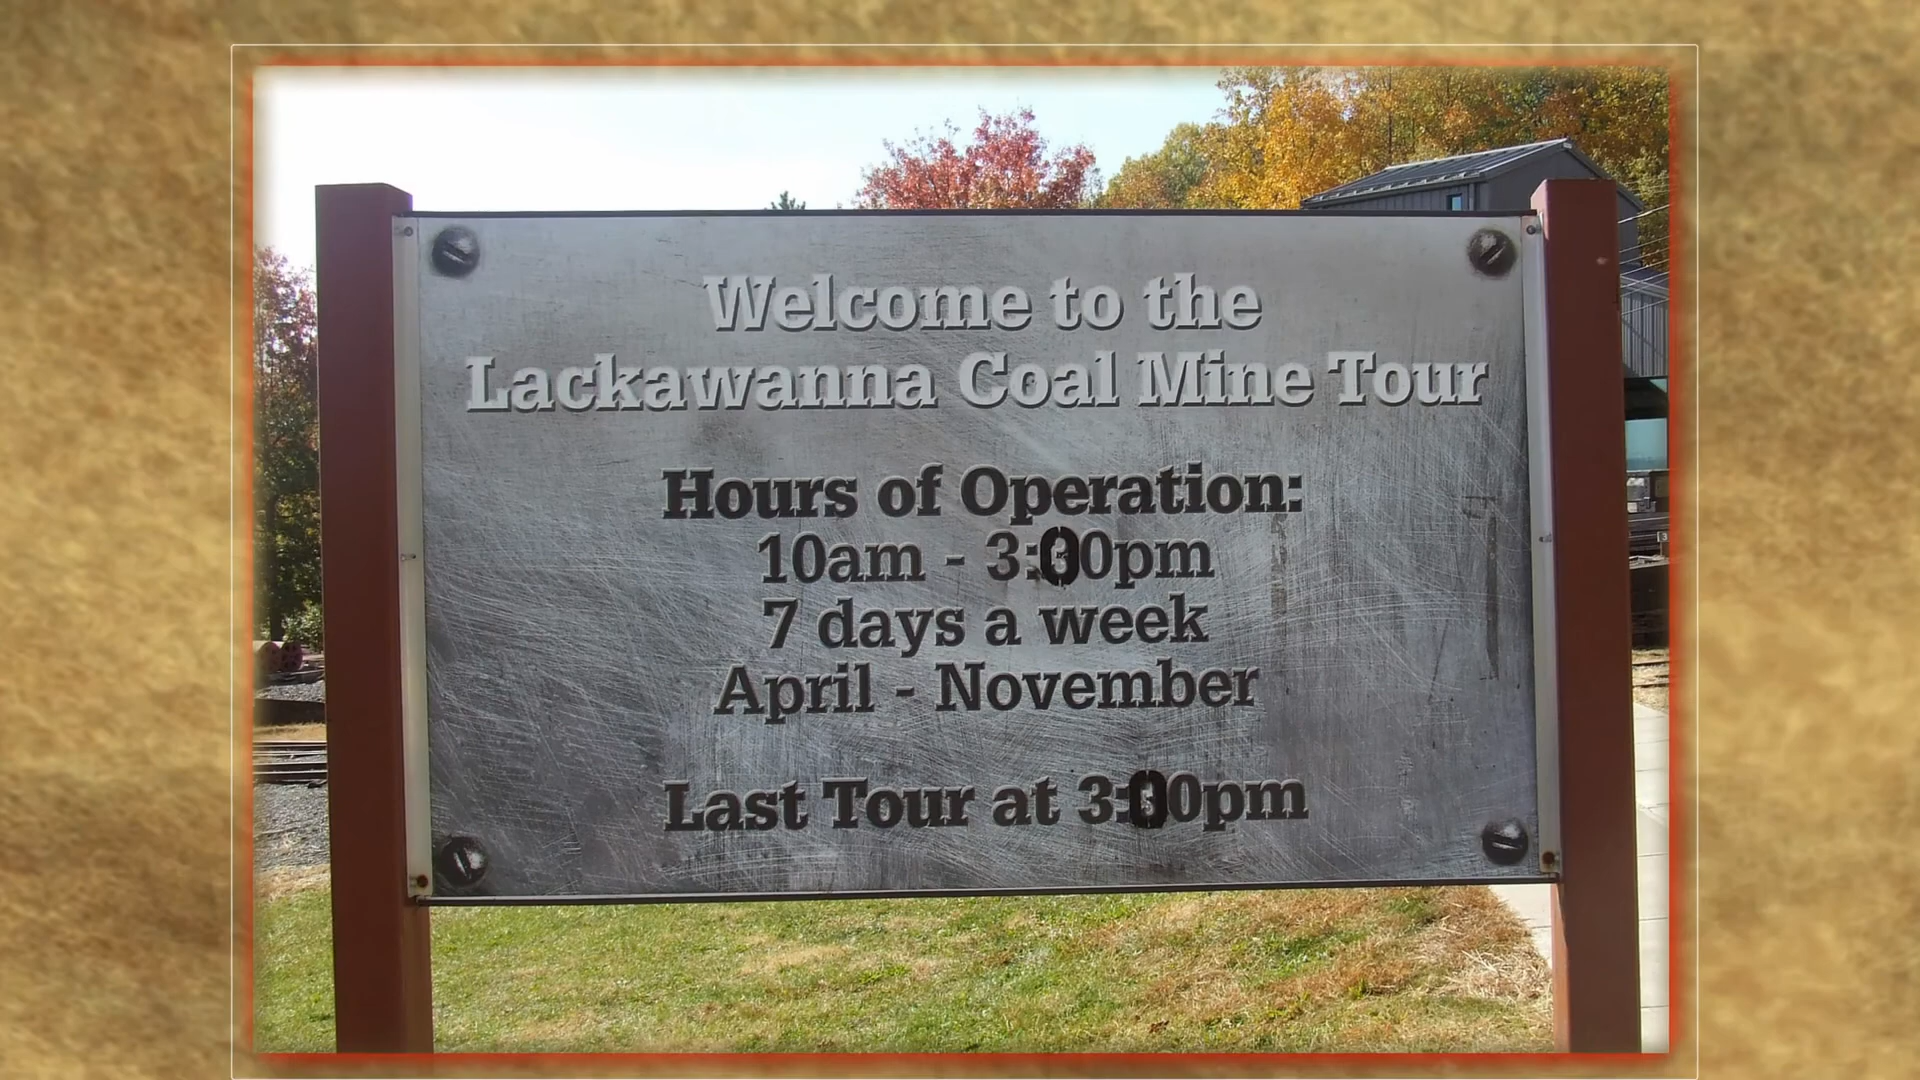 Welcome to the
Lackawanna Coal Mine Tour
Hours of Operation:
10am - 3:00pm
7 days a week
April - November
Last Tour at 3:00pm